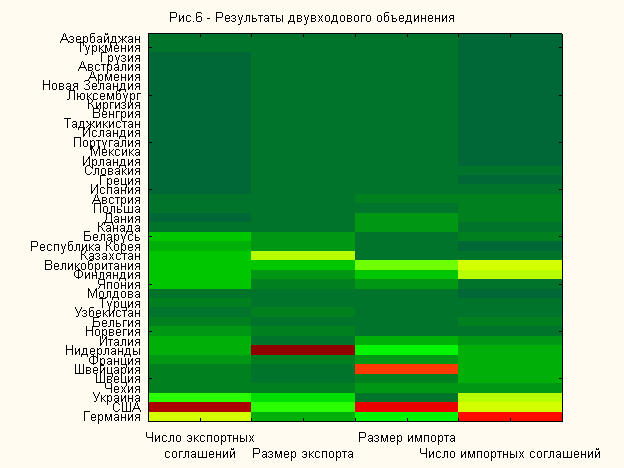 Рис.6 - Результаты двувходового объединения
Азербайджан
Туркмения
Грузия
Австралия
Армения
Новая Зеландия
Люксембург
Киргизия
Венгрия
Таджикистан
Исландия
Португалия
Мексика
Ирландия
Словакия
Греция
Испания
Австрия
Польша
Дания
Канада
Беларусь
Республика Корея
Казахстан
Великобритания
Финляндия
Япония
Молдова
Турция
Узбекистан
Бельгия
Норвегия
Италия
Нидерланды
Франция
Швейцария
Швеция
Чехия
Украина
США
Германия
Число экспортных
соглашений
Размер экспорта
Размер импорта
Число импортных соглашений